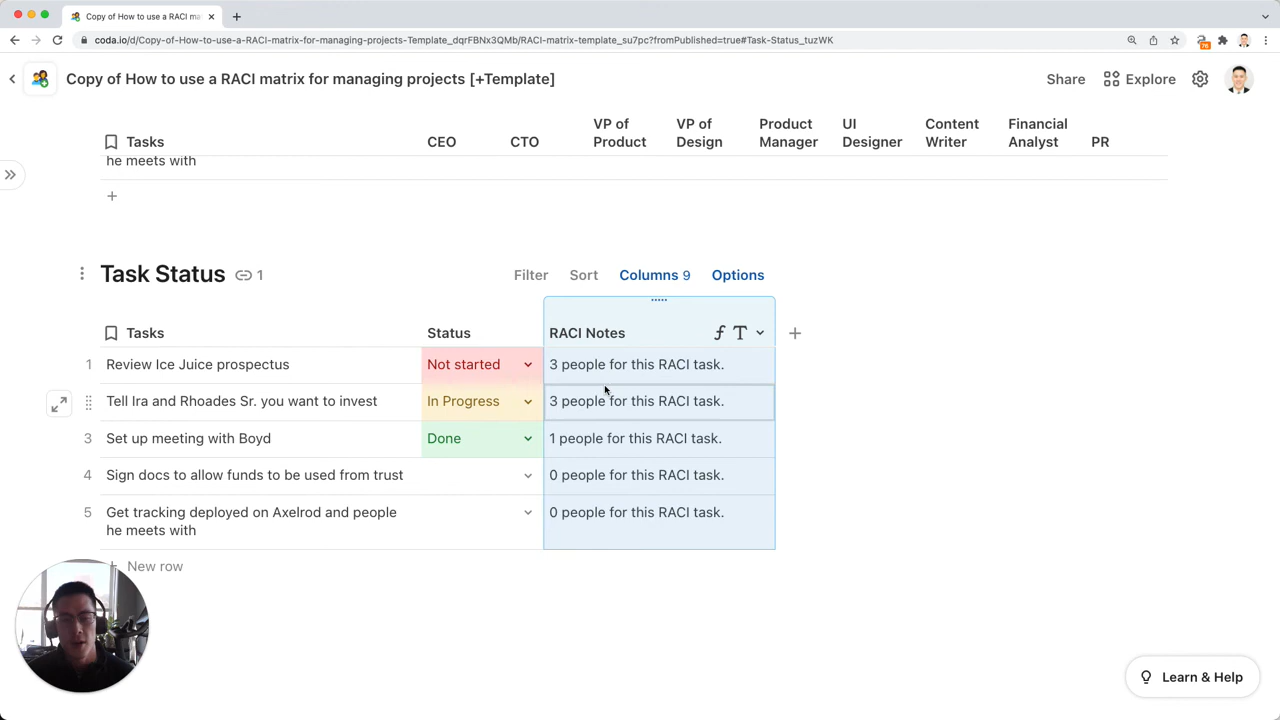 Copy of How to use a RACI ma
coda.io/d/Copy-of-How-to-use-a-RACI-matrix-for-managing-projects-Template_dqrFBNx3QMb/RACI-matrix-template_su7pc?fromPublished=true#Task-Status_tuzWK
76
Copy of How to use a RACI matrix for managing projects [+Template]
Share
Explore
Tasks
CEO
CTO
VP of
Product
VP of
Design
Product
Manager
UI
Designer
Content
Writer
Financial
Analyst
PR
he meets with
Task Status
1
Filter
Sort
Columns 9
Options
Tasks
Status
RACI Notes
1 Review Ice Juice prospectus Not started 3 people for this RACI task.
Tell Ira and Rhoades Sr. you want to invest In Progress 3 people for this RACI task.
3 Set up meeting with Boyd Done 1 people for this RACI task.
4 Sign docs to allow funds to be used from trust 0 people for this RACI task.
5 Get tracking deployed on Axelrod and people 0 people for this RACI task.
he meets with
New row
Learn & Help